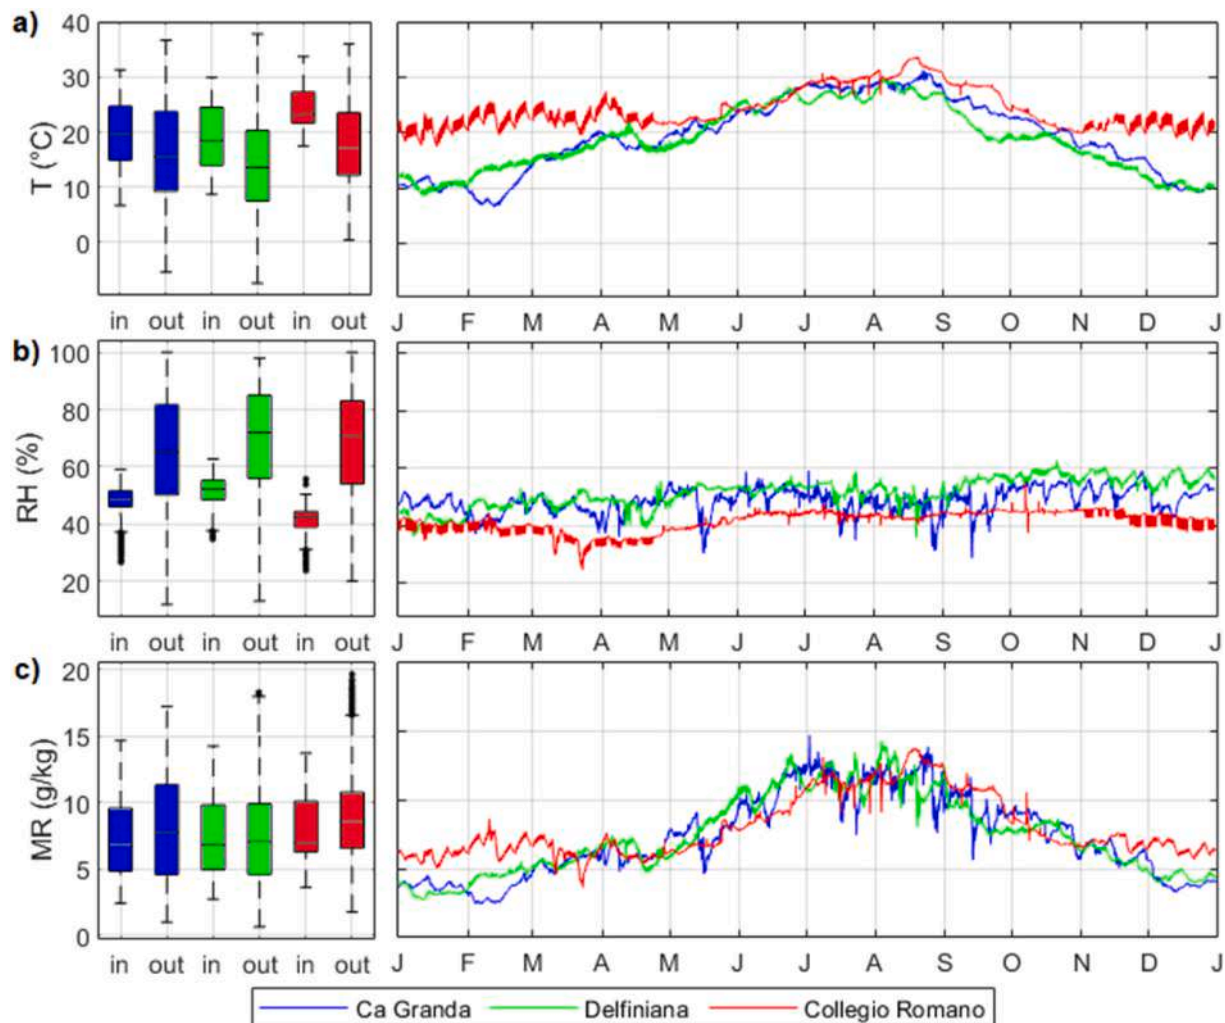 a)
T (°C)
40
30
20
10
0
in out in out in out
J F M A M J J A S O N D J
b)
RH (%)
100
80
60
40
20
in out in out in out
J F M A M J J A S O N D J
c)
MR (g/kg)
20
15
10
5
0
in out in out in out
J F M A M J J A S O N D J
Ca Granda Delfiniana Collegio Romano